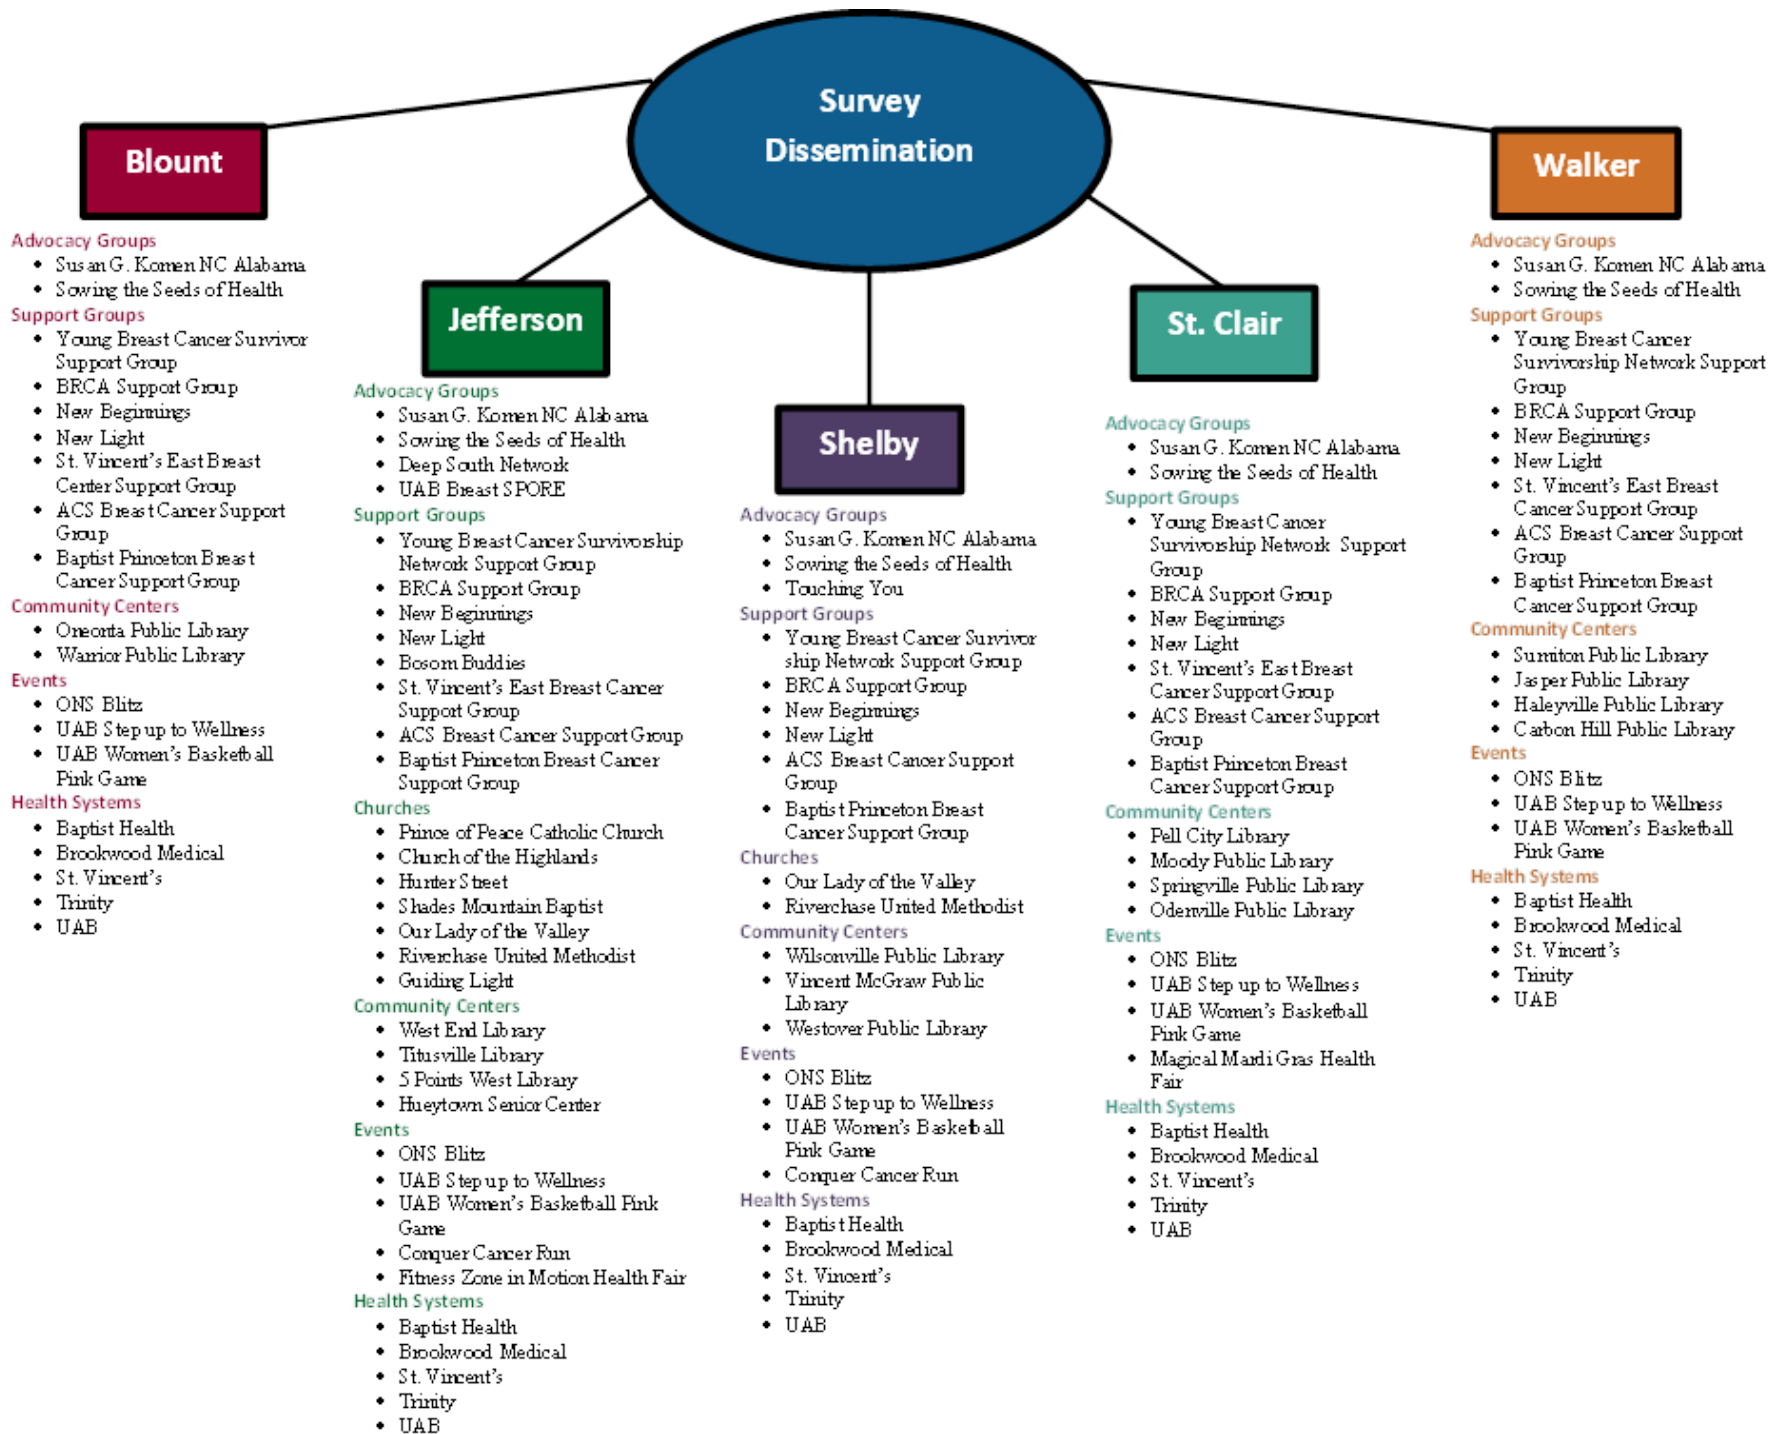 Survey
Dissemination
Blount
Advocacy Groups
• Susan G. Komen NC Alabama
• Sowing the Seeds of Health
Support Groups
• Young Breast Cancer Survivor
Support Group
• BRCA Support Group
• New Beginnings
• New Light
• St. Vincent's East Breast
Center Support Group
• ACS Breast Cancer Support
Group
• Baptist Princeton Breast
Cancer Support Group
Community Centers
• Oneonta Public Library
• Warrior Public Library
Events
• ONS Blitz
• UAB Step up to Wellness
• UAB Women's Basketball
Pink Game
Health Systems
• Baptist Health
• Brookwood Medical
• St. Vincent's
• Trinity
• UAB
Jefferson
Advocacy Groups
• Susan G. Komen NC Alabama
• Sowing the Seeds of Health
• Deep South Network
• UAB Breast SPORE
Support Groups
• Young Breast Cancer Survivorship
Network Support Group
• BRCA Support Group
• New Beginnings
• New Light
• Bosom Buddies
• St. Vincent's East Breast Cancer
Support Group
• ACS Breast Cancer Support Group
• Baptist Princeton Breast Cancer
Support Group
Churches
• Prince of Peace Catholic Church
• Church of the Highlands
• Hunter Street
• Shades Mountain Baptist
• Our Lady of the Valley
• Riverchase United Methodist
• Guiding Light
Community Centers
• West End Library
• Titusville Library
• 5 Points West Library
• Hueytown Senior Center
Events
• ONS Blitz
• UAB Step up to Wellness
• UAB Women's Basketball Pink
Game
• Conquer Cancer Run
• Fitness Zone in Motion Health Fair
Health Systems
• Baptist Health
• Brookwood Medical
• St. Vincent's
• Trinity
• UAB
Shelby
Advocacy Groups
• Susan G. Komen NC Alabama
• Sowing the Seeds of Health
• Touching You
Support Groups
• Young Breast Cancer Survivor
ship Network Support Group
• BRCA Support Group
• New Beginnings
• New Light
• ACS Breast Cancer Support
Group
• Baptist Princeton Breast
Cancer Support Group
Churches
• Our Lady of the Valley
• Riverchase United Methodist
Community Centers
• Wilsonville Public Library
• Vincent McGraw Public
Library
• Westover Public Library
Events
• ONS Blitz
• UAB Step up to Wellness
• UAB Women's Basketball
Pink Game
• Conquer Cancer Run
Health Systems
• Baptist Health
• Brookwood Medical
• St. Vincent's
• Trinity
• UAB
St. Clair
Advocacy Groups
• Susan G. Komen NC Alabama
• Sowing the Seeds of Health
Support Groups
• Young Breast Cancer
Survivorship Network Support
Group
• BRCA Support Group
• New Beginnings
• New Light
• St. Vincent's East Breast
Cancer Support Group
• ACS Breast Cancer Support
Group
• Baptist Princeton Breast
Cancer Support Group
Community Centers
• Pell City Library
• Moody Public Library
• Springville Public Library
• Odenville Public Library
Events
• ONS Blitz
• UAB Step up to Wellness
• UAB Women's Basketball
Pink Game
• Magical Mardi Gras Health
Fair
Health Systems
• Baptist Health
• Brookwood Medical
• St. Vincent's
• Trinity
• UAB
Walker
Advocacy Groups
• Susan G. Komen NC Alabama
• Sowing the Seeds of Health
Support Groups
• Young Breast Cancer
Survivorship Network Support
Group
• BRCA Support Group
• New Beginnings
• New Light
• St. Vincent's East Breast
Cancer Support Group
• ACS Breast Cancer Support
Group
• Baptist Princeton Breast
Cancer Support Group
Community Centers
• Sumiton Public Library
• Jasper Public Library
• Haleyville Public Library
• Carbon Hill Public Library
Events
• ONS Blitz
• UAB Step up to Wellness
• UAB Women's Basketball
Pink Game
Health Systems
• Baptist Health
• Brookwood Medical
• St. Vincent's
• Trinity
• UAB